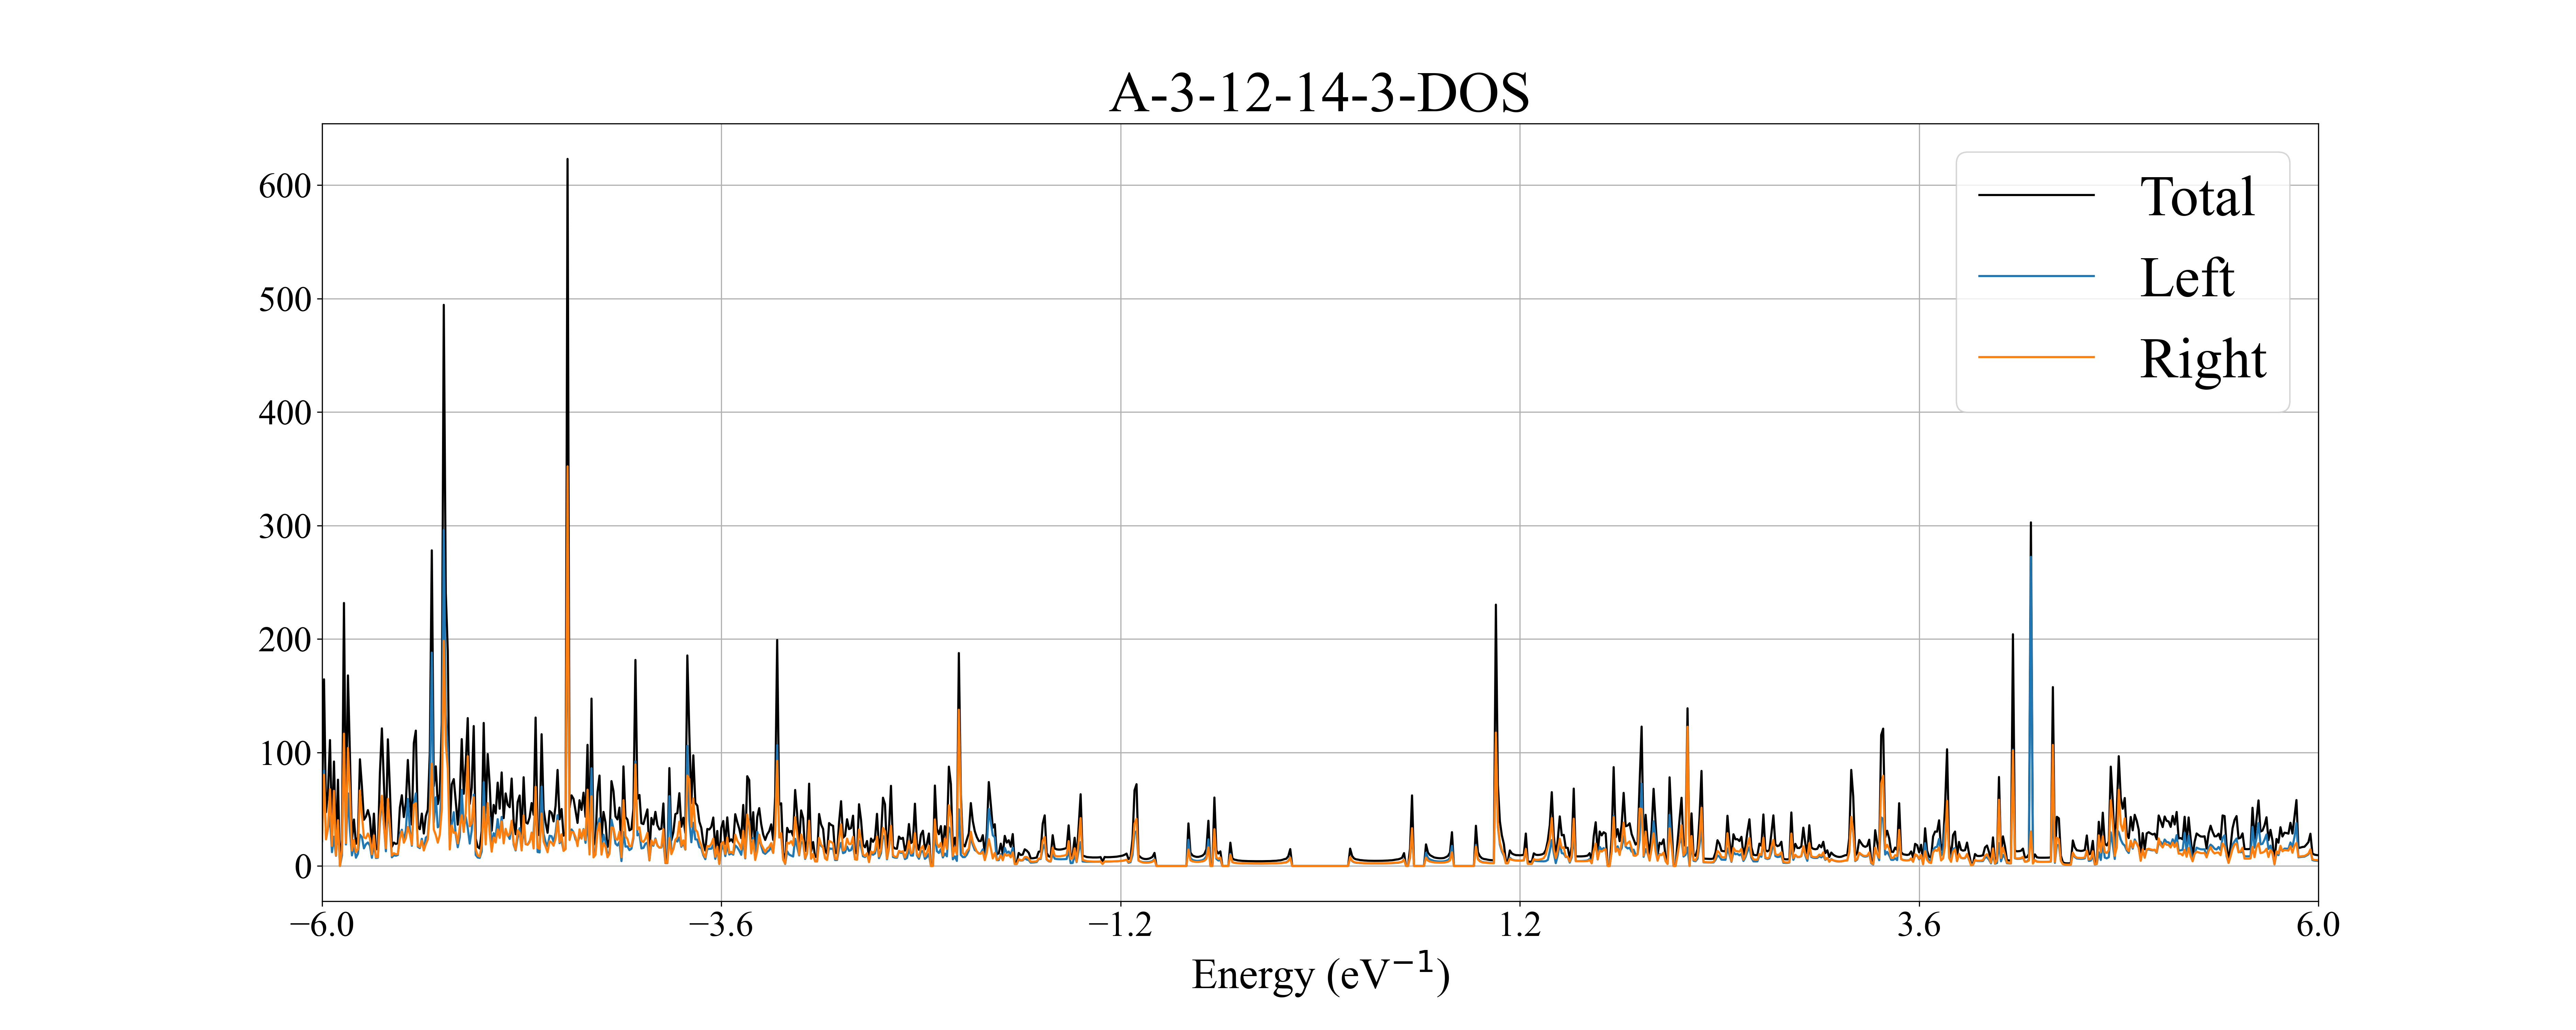 A-3-12-14-3-DOS
Total
Left
Right
600
500
400
300
200
100
0
−6.0 −3.6 −1.2 1.2 3.6 6.0
Energy (eV⁻¹)